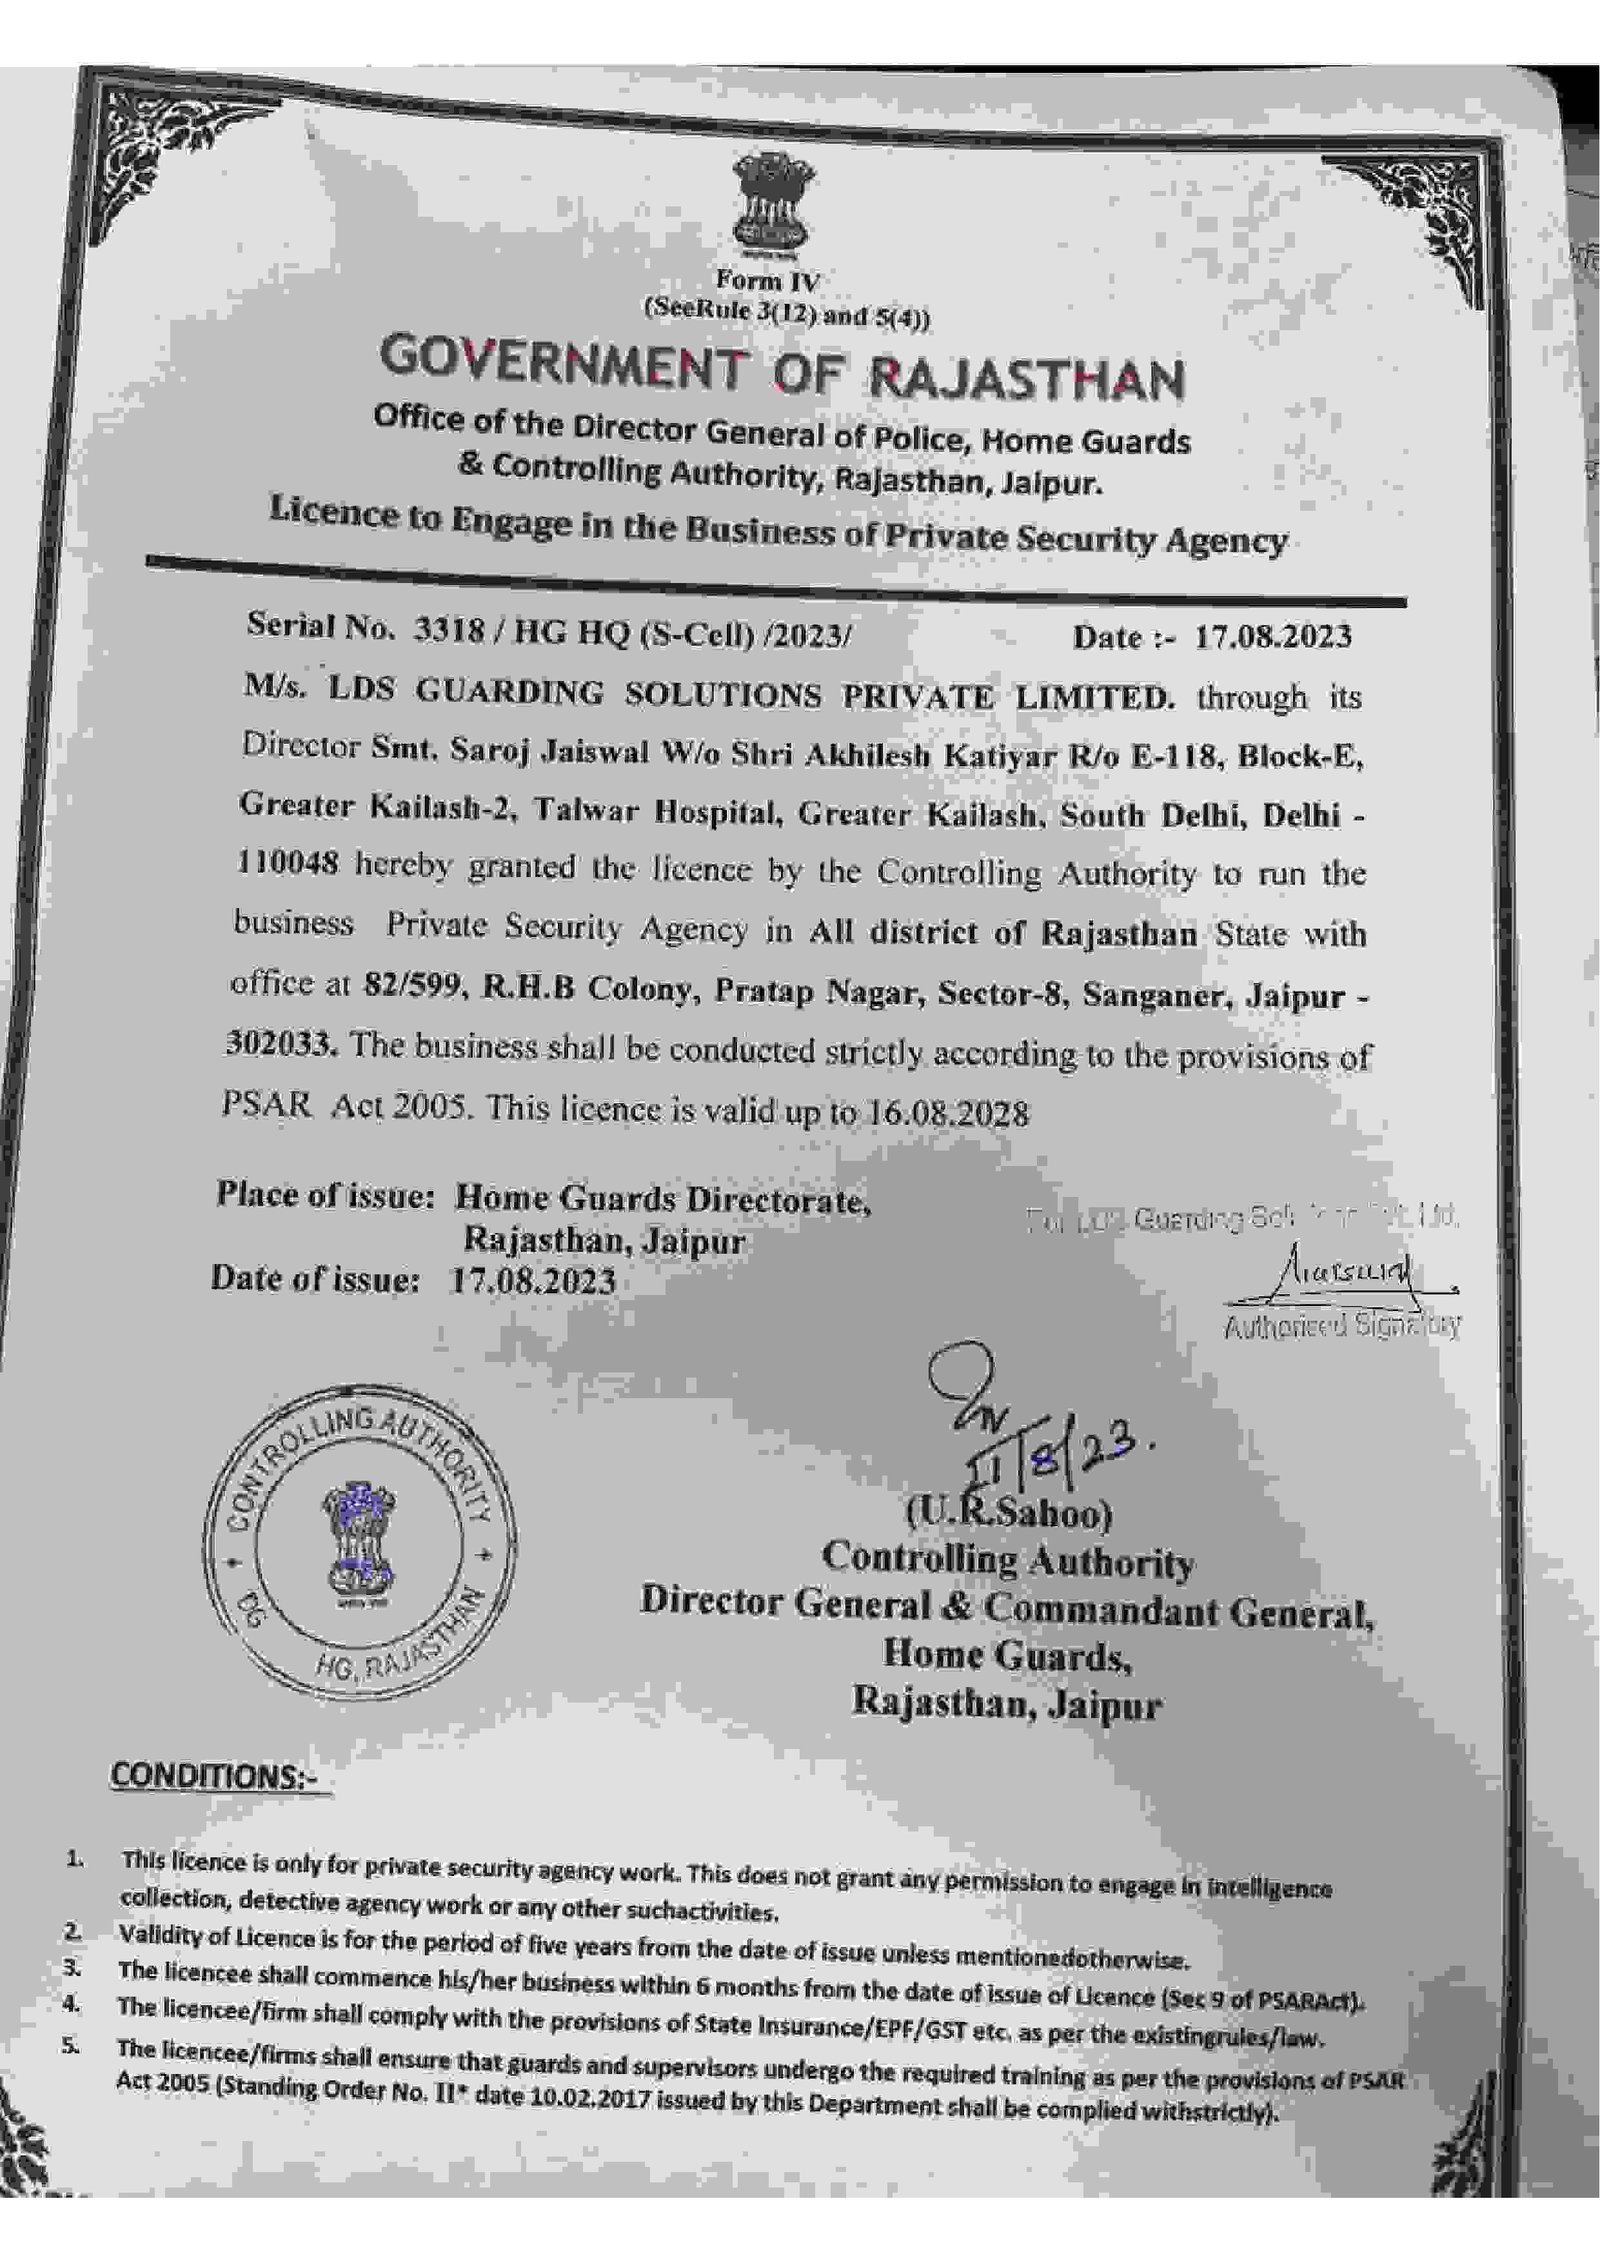 Form IV
(SeeRule 3(12) and 5(4))
GOVERNMENT OF RAJASTHAN
Office of the Director General of Police, Home Guards
& Controlling Authority, Rajasthan, Jaipur.
Licence to Engage in the Business of Private Security Agency
Serial No. 3318 / HG HQ (S-Cell) /2023/ Date :- 17.08.2023
M/s. LDS GUARDING SOLUTIONS PRIVATE LIMITED. through its
Director Smt. Saroj Jaiswal W/o Shri Akhilesh Katiyar R/o E-118, Block-E,
Greater Kailash-2, Talwar Hospital, Greater Kailash, South Delhi, Delhi -
110048 hereby granted the licence by the Controlling Authority to run the
business Private Security Agency in All district of Rajasthan State with
office at 82/599, R.H.B Colony, Pratap Nagar, Sector-8, Sanganer, Jaipur -
302033. The business shall be conducted strictly according to the provisions of
PSAR Act 2005. This licence is valid up to 16.08.2028
Place of issue: Home Guards Directorate,
Rajasthan, Jaipur
Date of issue: 17.08.2023
Guarding Ltd.
Authorised Signatory
CONTROLLING AUTHORITY
DG
HG, RAJASTHAN
/8/23.
(U.R.Sahoo)
Controlling Authority
Director General & Commandant General,
Home Guards,
Rajasthan, Jaipur
CONDITIONS:-
1. This licence is only for private security agency work. This does not grant any permission to engage in intelligence
collection, detective agency work or any other suchactivities.
2. Validity of Licence is for the period of five years from the date of issue unless mentionedotherwise.
3. The licencee shall commence his/her business within 6 months from the date of issue of Licence (Sec 9 of PSARAct).
4. The licencee/firm shall comply with the provisions of State Insurance/EPF/GST etc. as per the existingrules/law.
5. The licencee/firms shall ensure that guards and supervisors undergo the required training as per the provisions of PSAR
Act 2005 (Standing Order No. II* date 10.02.2017 issued by this Department shall be complied withstrictly).